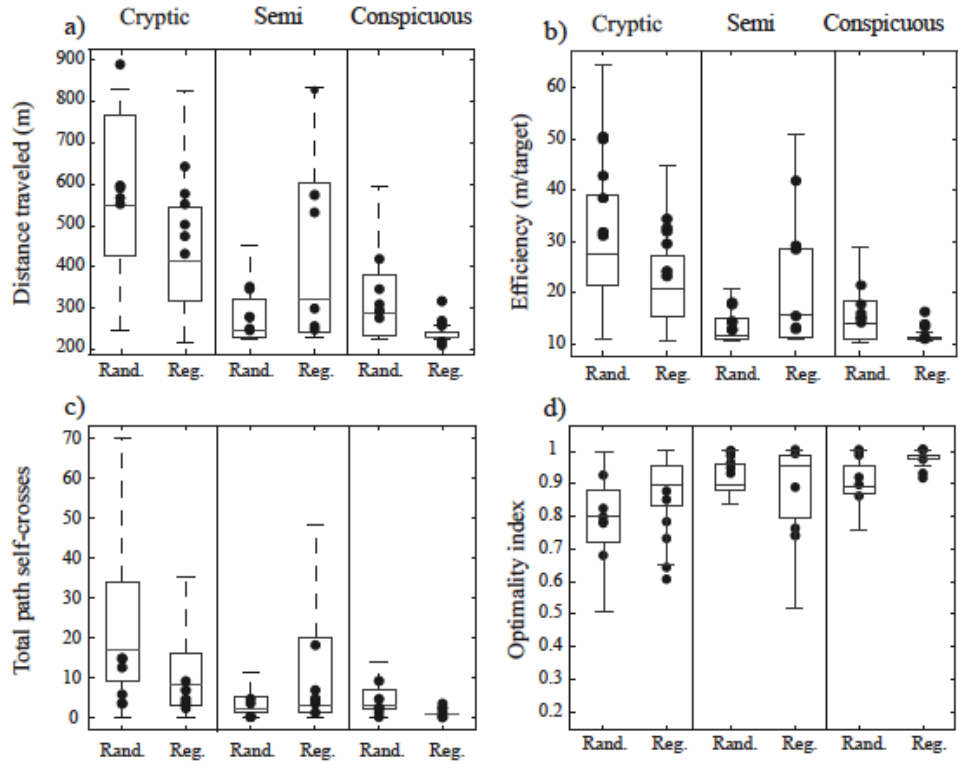 a) Cryptic Semi Conspicuous
Distance traveled (m)
900
800
700
600
500
400
300
200
Rand. Reg. Rand. Reg. Rand. Reg.
b) Cryptic Semi Conspicuous
Efficiency (m/target)
60
50
40
30
20
10
Rand. Reg. Rand. Reg. Rand. Reg.
c)
Total path self-crosses
70
60
50
40
30
20
10
0
Rand. Reg. Rand. Reg. Rand. Reg.
d)
Optimality index
1
0.9
0.8
0.7
0.6
0.5
0.4
0.3
0.2
Rand. Reg. Rand. Reg. Rand. Reg.